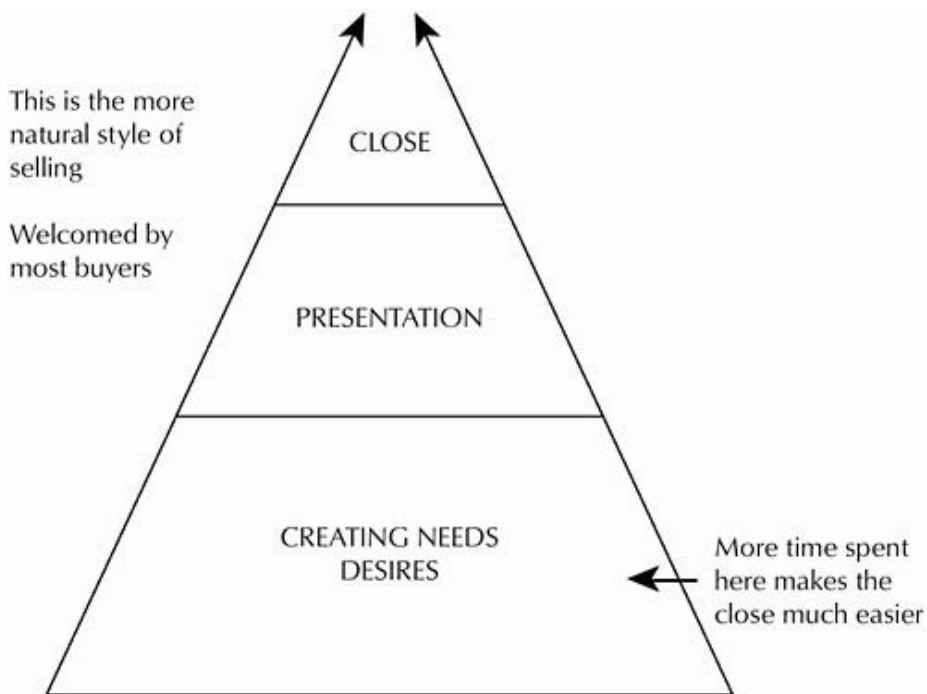 This is the more
natural style of
selling
Welcomed by
most buyers
CLOSE
PRESENTATION
CREATING NEEDS
DESIRES
More time spent
here makes the
close much easier